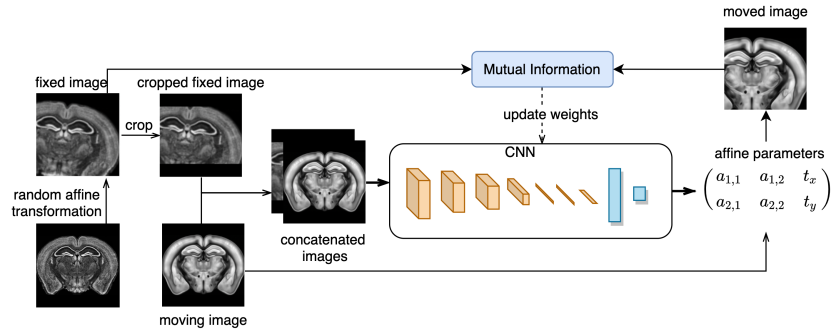 moved image
Mutual Information
fixed image
cropped fixed image
crop
update weights
CNN
affine parameters
random affine
transformation
a1,1 a1,2 tx
a2,1 a2,2 ty
concatenated
images
moving image